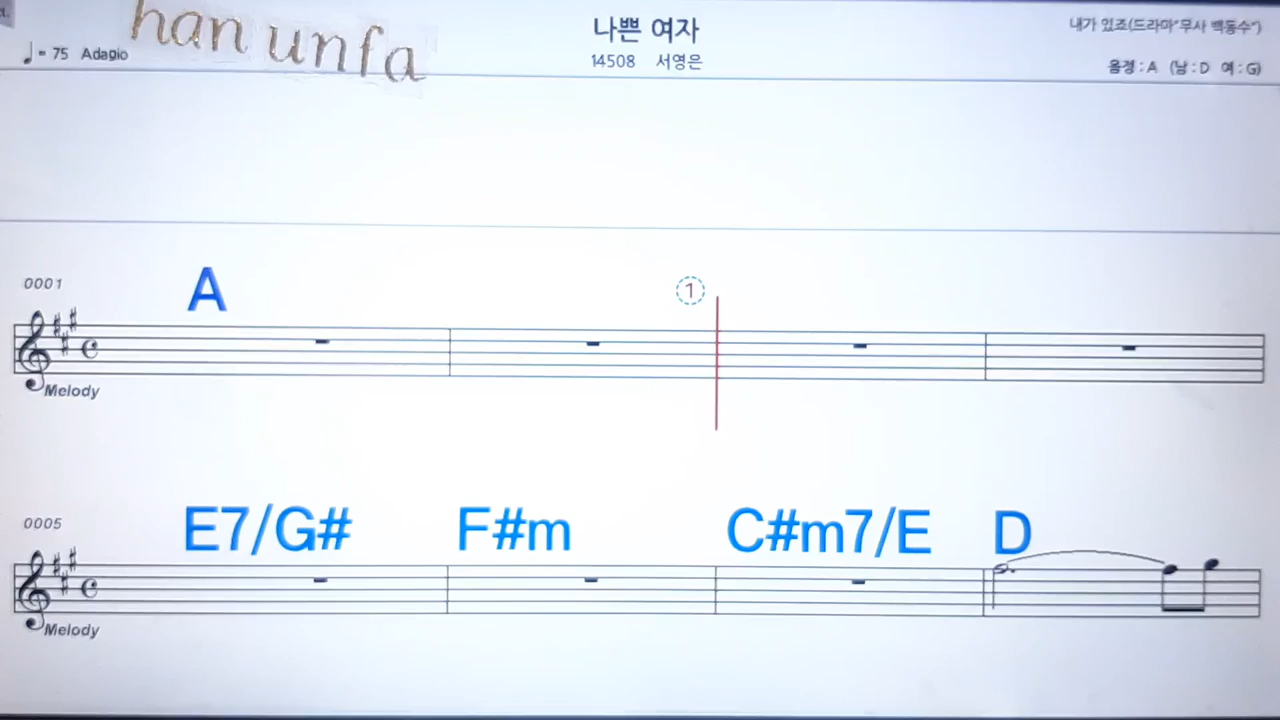 han unfa
♩= 75 Adagio
나쁜 여자
14508 서영은
내가 있죠(드라마"무사 백동수")
음정 : A (남 : D 여 : G)
0001
A
1
Melody
0005
E7/G# F#m C#m7/E D
Melody